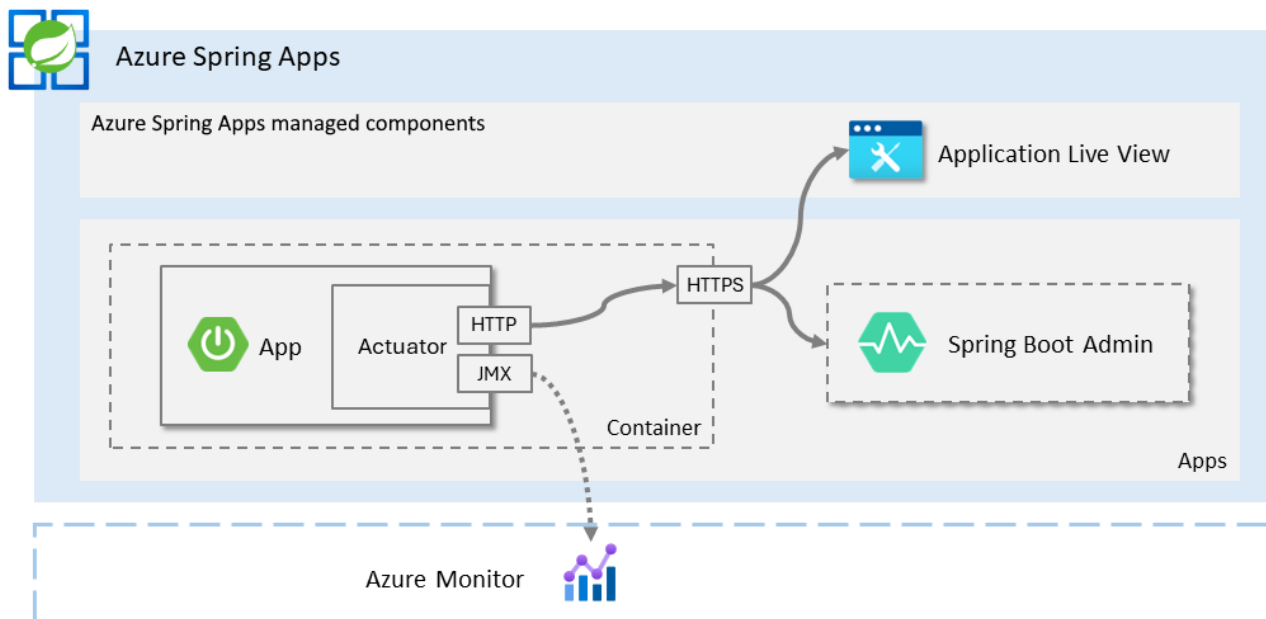 Azure Spring Apps
Azure Spring Apps managed components
Application Live View
HTTPS
HTTP
App
Actuator
Spring Boot Admin
JMX
Container
Apps
Azure Monitor